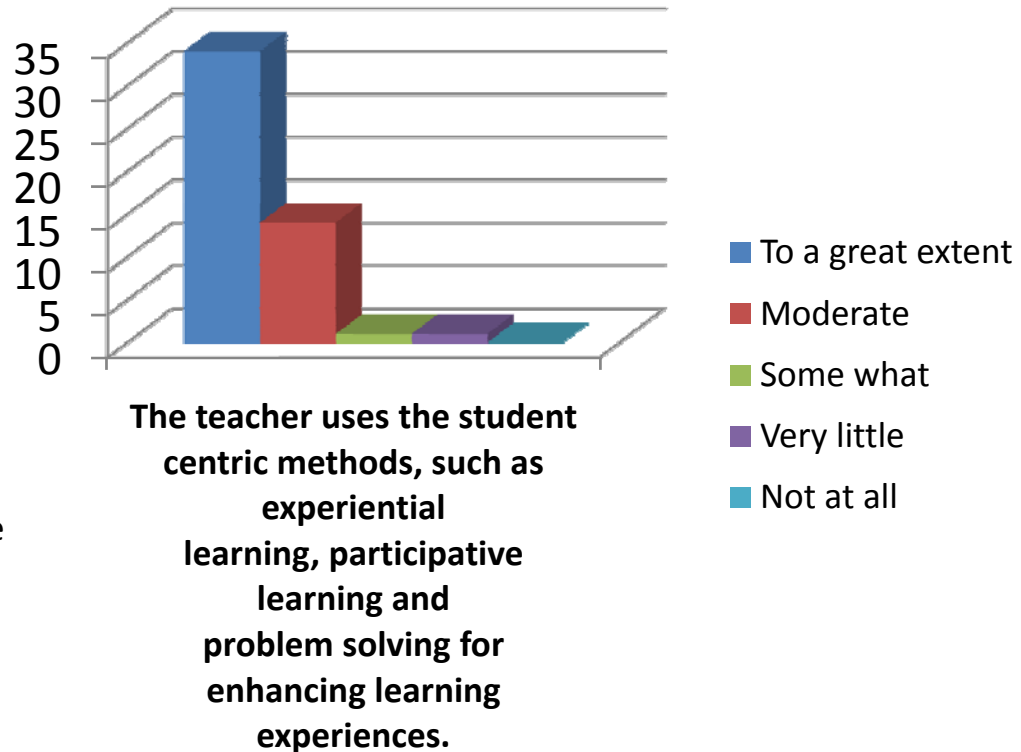 35
30
25
20
15
10
5
0
The teacher uses the student
centric methods, such as
experiential
learning, participative
learning and
problem solving for
enhancing learning
experiences.
To a great extent
Moderate
Some what
Very little
Not at all